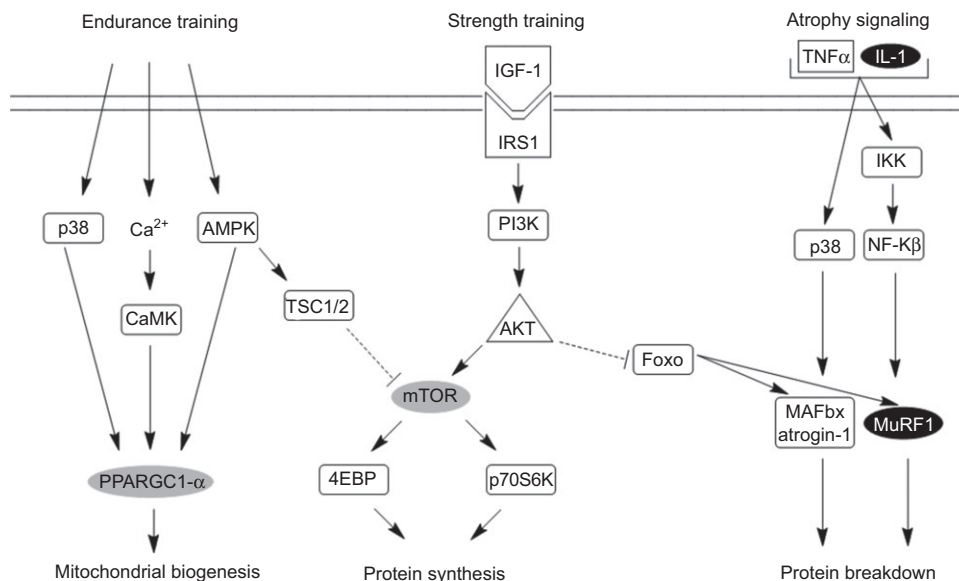 Endurance training
Strength training
Atrophy signaling
IGF-1
TNFα
IL-1
IRS1
IKK
p38
Ca²⁺
AMPK
PI3K
p38
NF-Kβ
CaMK
TSC1/2
AKT
Foxo
mTOR
MAFbx
atrogin-1
MuRF1
PPARGC1-α
4EBP
p70S6K
Mitochondrial biogenesis
Protein synthesis
Protein breakdown